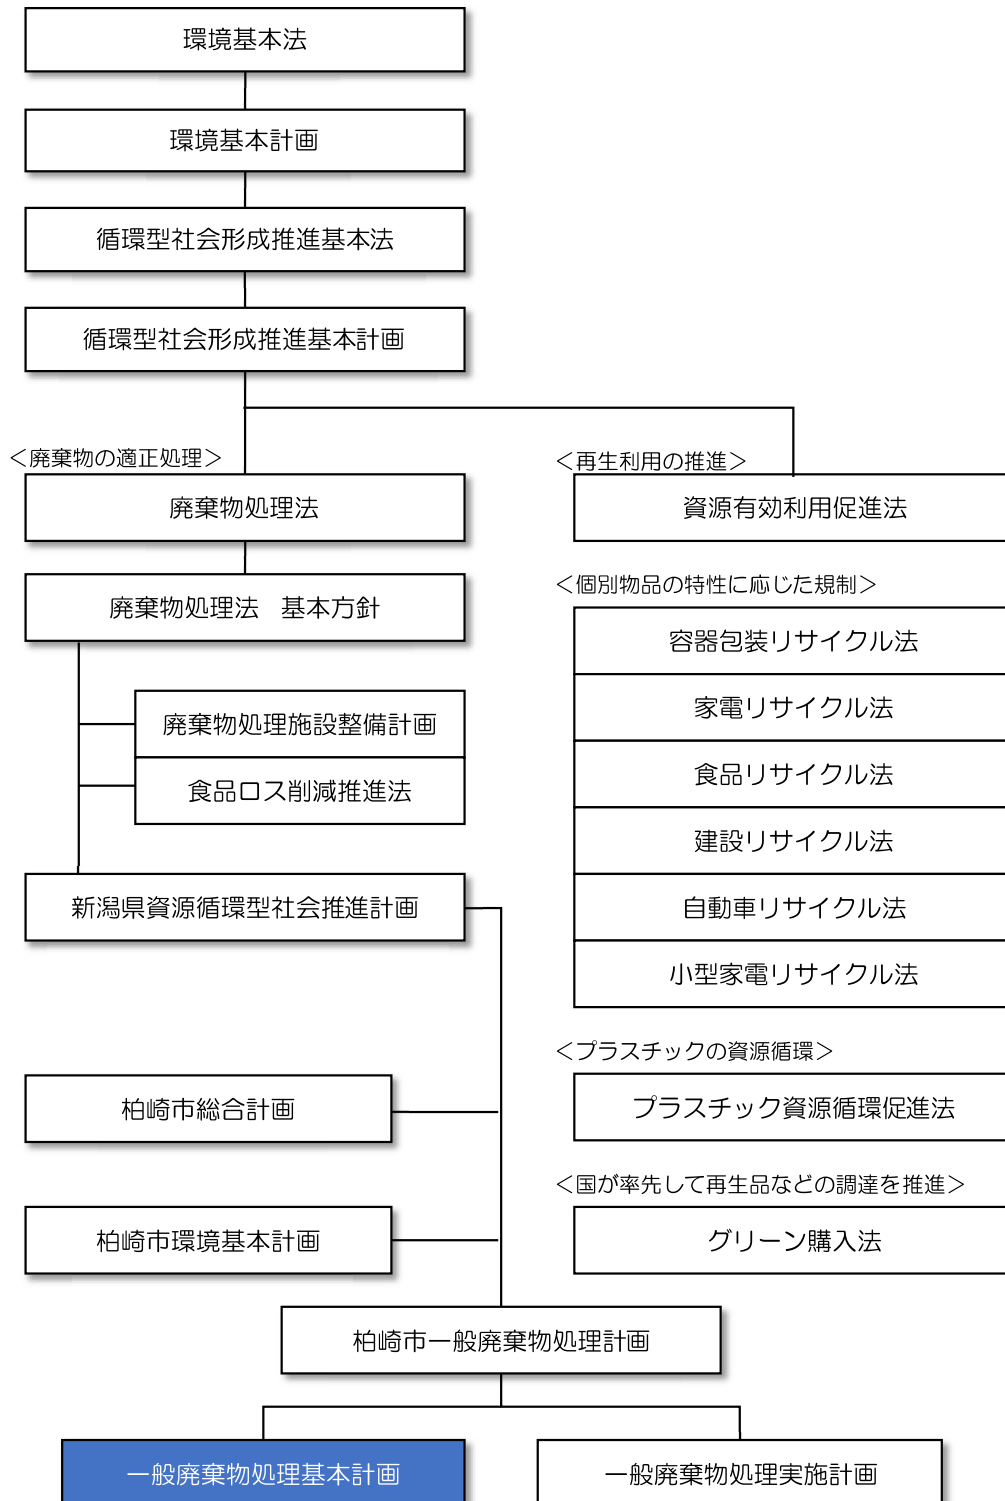 環境基本法
環境基本計画
循環型社会形成推進基本法
循環型社会形成推進基本計画
＜廃棄物の適正処理＞
廃棄物処理法
廃棄物処理法　基本方針
廃棄物処理施設整備計画
食品ロス削減推進法
新潟県資源循環型社会推進計画
柏崎市総合計画
柏崎市環境基本計画
＜再生利用の推進＞
資源有効利用促進法
＜個別物品の特性に応じた規制＞
容器包装リサイクル法
家電リサイクル法
食品リサイクル法
建設リサイクル法
自動車リサイクル法
小型家電リサイクル法
＜プラスチックの資源循環＞
プラスチック資源循環促進法
＜国が率先して再生品などの調達を推進＞
グリーン購入法
柏崎市一般廃棄物処理計画
一般廃棄物処理基本計画
一般廃棄物処理実施計画